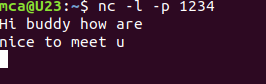 mca@U23:~$ nc -l -p 1234
Hi buddy how are
nice to meet u